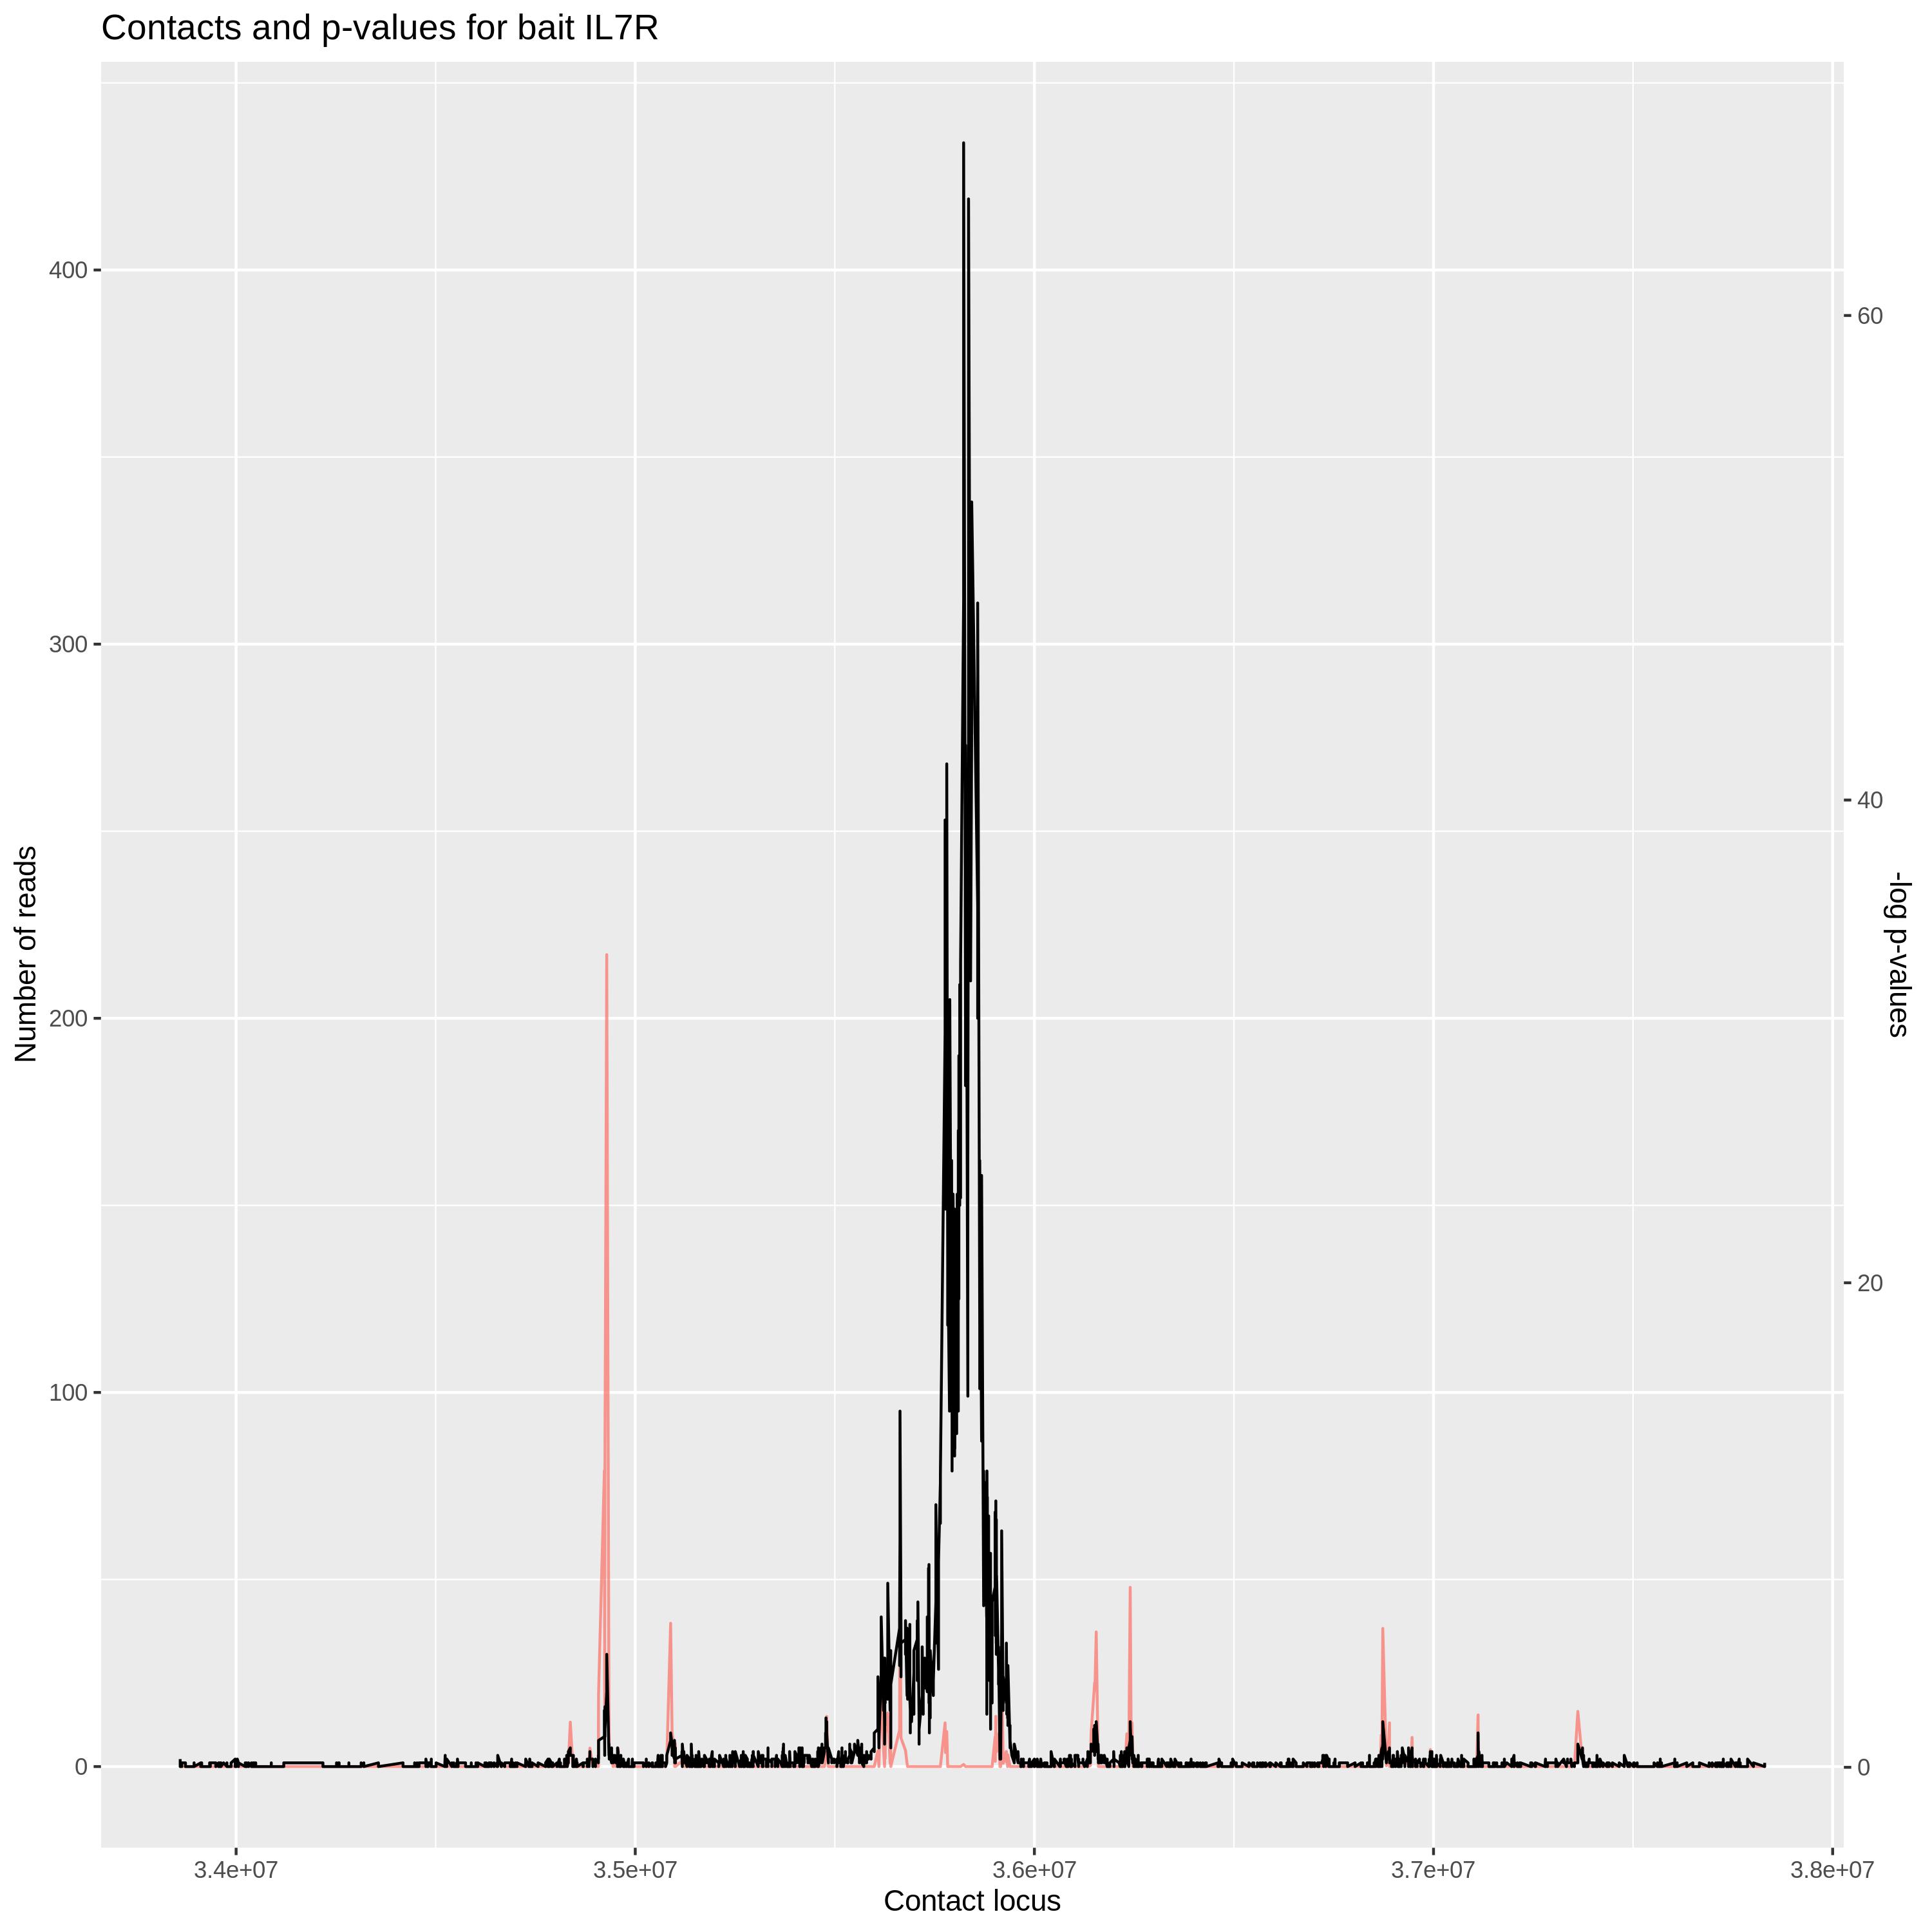 Contacts and p-values for bait IL7R
400
300
200
100
0
Number of reads
60
40
20
0
-log p-values
3.4e+07
3.5e+07
3.6e+07
3.7e+07
3.8e+07
Contact locus